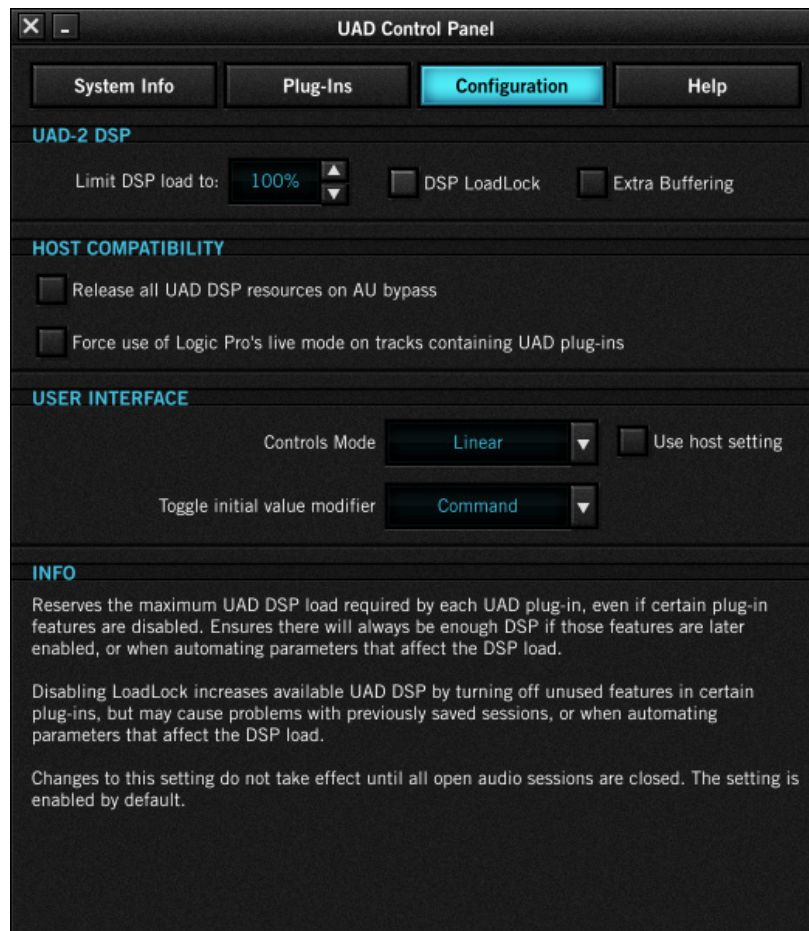 UAD Control Panel
System Info Plug-Ins Configuration Help
UAD-2 DSP
Limit DSP load to: 100% DSP LoadLock Extra Buffering
HOST COMPATIBILITY
Release all UAD DSP resources on AU bypass
Force use of Logic Pro's live mode on tracks containing UAD plug-ins
USER INTERFACE
Controls Mode Linear Use host setting
Toggle initial value modifier Command
INFO
Reserves the maximum UAD DSP load required by each UAD plug-in, even if certain plug-in
features are disabled. Ensures there will always be enough DSP if those features are later
enabled, or when automating parameters that affect the DSP load.
Disabling LoadLock increases available UAD DSP by turning off unused features in certain
plug-ins, but may cause problems with previously saved sessions, or when automating
parameters that affect the DSP load.
Changes to this setting do not take effect until all open audio sessions are closed. The setting is
enabled by default.